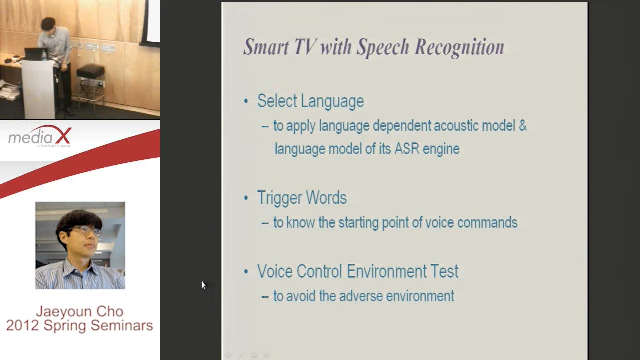 Smart TV with Speech Recognition
• Select Language
– to apply language dependent acoustic model &
language model of its ASR engine
• Trigger Words
– to know the starting point of voice commands
• Voice Control Environment Test
– to avoid the adverse environment
mediaX
Jaeyoun Cho
2012 Spring Seminars